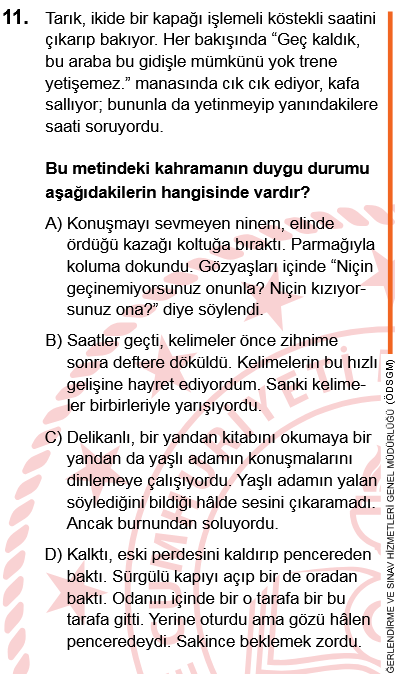 11. Tarık, ikide bir kapağı işlemeli köstekli saatini
çıkarıp bakıyor. Her bakışında “Geç kaldık,
bu araba bu gidişle mümkünü yok trene
yetişemez.” manasında cık cık ediyor, kafa
sallıyor; bununla da yetinmeyip yanındakilere
saati soruyordu.
Bu metindeki kahramanın duygu durumu
aşağıdakilerin hangisinde vardır?
A) Konuşmayı sevmeyen ninem, elinde
ördüğü kazağı koltuğa bıraktı. Parmağıyla
koluma dokundu. Gözyaşları içinde “Niçin
geçinemiyorsunuz onunla? Niçin kızıyor-
sunuz ona?” diye söylendi.
B) Saatler geçti, kelimeler önce zihnime
sonra deftere döküldü. Kelimelerin bu hızlı
gelişine hayret ediyordum. Sanki kelime-
ler birbirleriyle yarışıyordu.
C) Delikanlı, bir yandan kitabını okumaya bir
yandan da yaşlı adamın konuşmalarını
dinlemeye çalışıyordu. Yaşlı adamın yalan
söylediğini bildiği hâlde sesini çıkaramadı.
Ancak burnundan soluyordu.
D) Kalktı, eski perdesini kaldırıp pencereden
baktı. Sürgülü kapıyı açıp bir de oradan
baktı. Odanın içinde bir o tarafa bir bu
tarafa gitti. Yerine oturdu ama gözü hâlen
penceredeydi. Sakince beklemek zordu.
ĞERLENDİRME VE SINAV HİZMETLERİ GENEL MÜDÜRLÜĞÜ (ÖDSGM)
CUMHURİYETİ